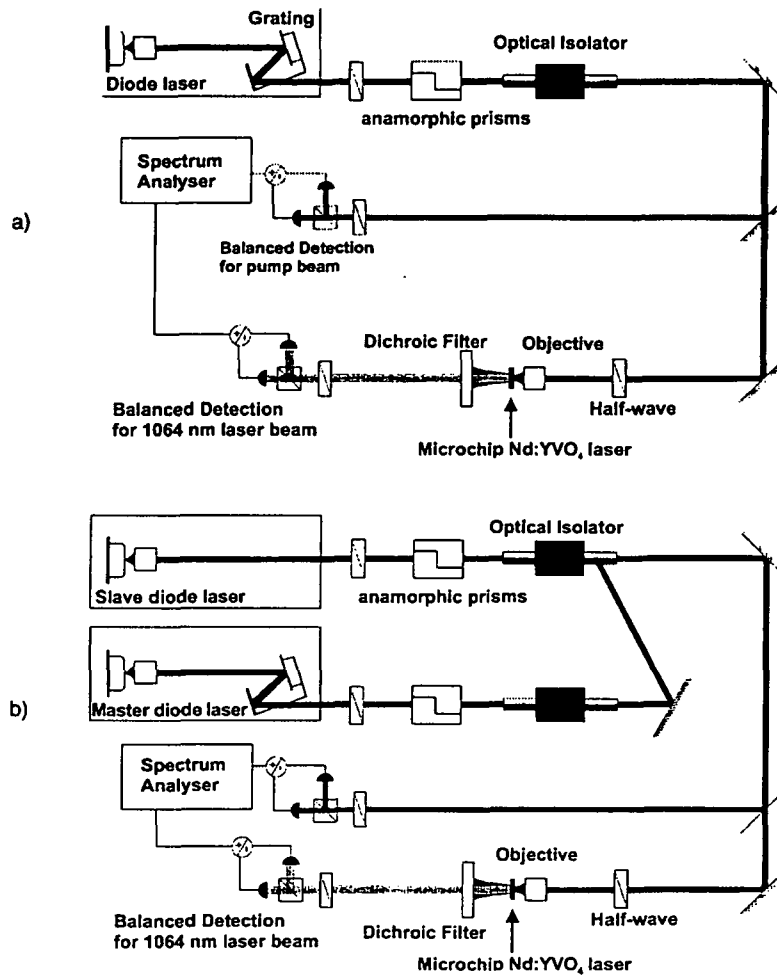 Grating
Diode laser
Optical Isolator
anamorphic prisms
Spectrum
Analyser
a)
Balanced Detection
for pump beam
+/-
+/-
Dichroic Filter
Objective
Balanced Detection
for 1064 nm laser beam
Half-wave
Microchip Nd:YVO₄ laser
Optical Isolator
Slave diode laser
anamorphic prisms
b)
Master diode laser
Spectrum
Analyser
+/-
+/-
Objective
Balanced Detection
for 1064 nm laser beam
Dichroic Filter
Half-wave
Microchip Nd:YVO₄ laser